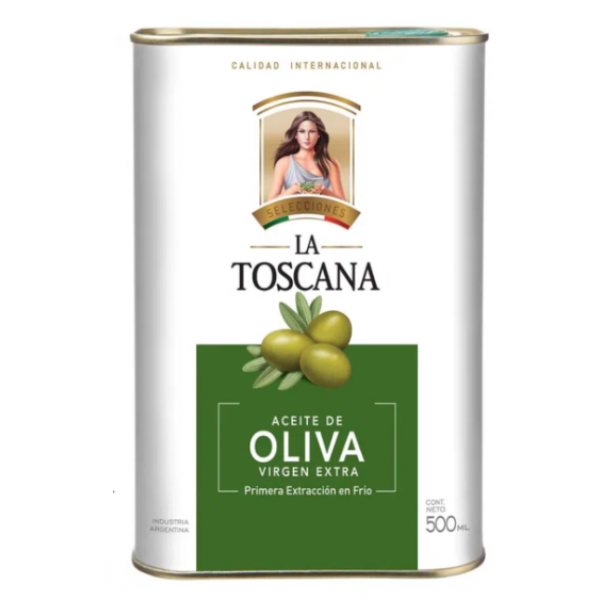 CALIDAD INTERNACIONAL
SELECCIONES
LA
TOSCANA
ACEITE DE
OLIVA
VIRGEN EXTRA
Primera Extracción en Frio
INDUSTRIA
ARGENTINA
CONT.
NETO
500 ML.